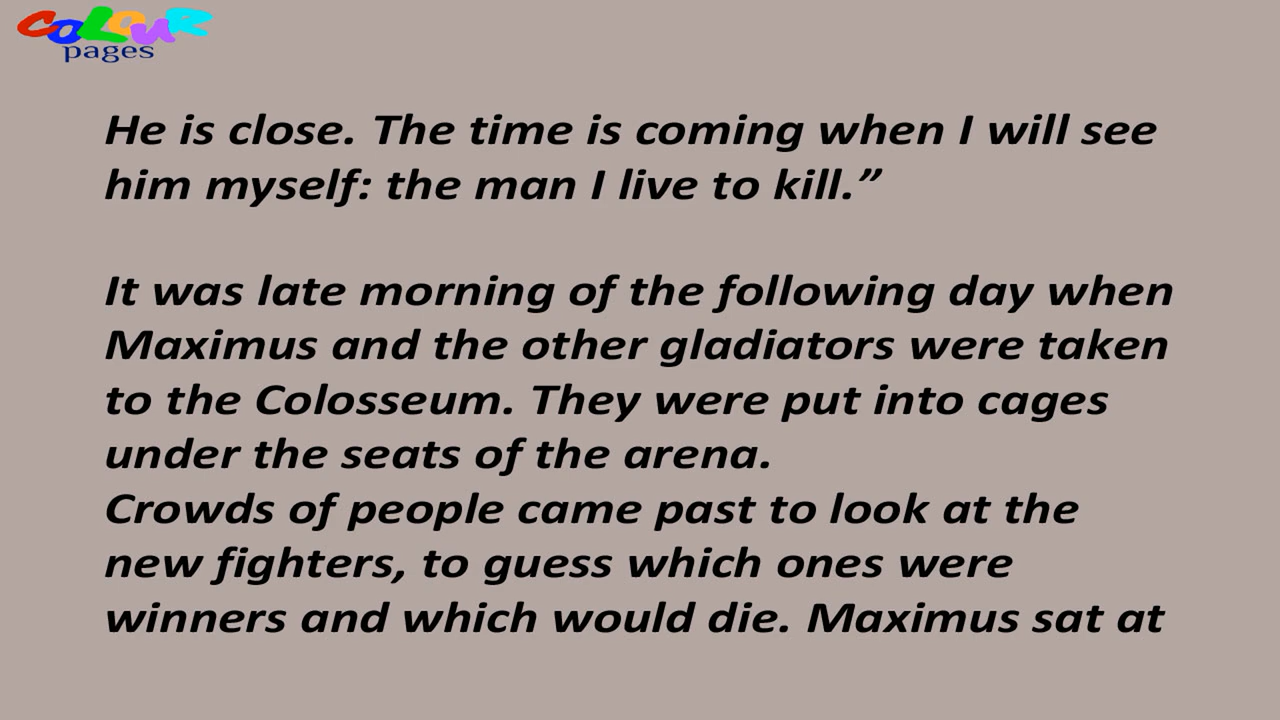 COLOUR
pages
He is close. The time is coming when I will see
him myself: the man I live to kill.”
It was late morning of the following day when
Maximus and the other gladiators were taken
to the Colosseum. They were put into cages
under the seats of the arena.
Crowds of people came past to look at the
new fighters, to guess which ones were
winners and which would die. Maximus sat at